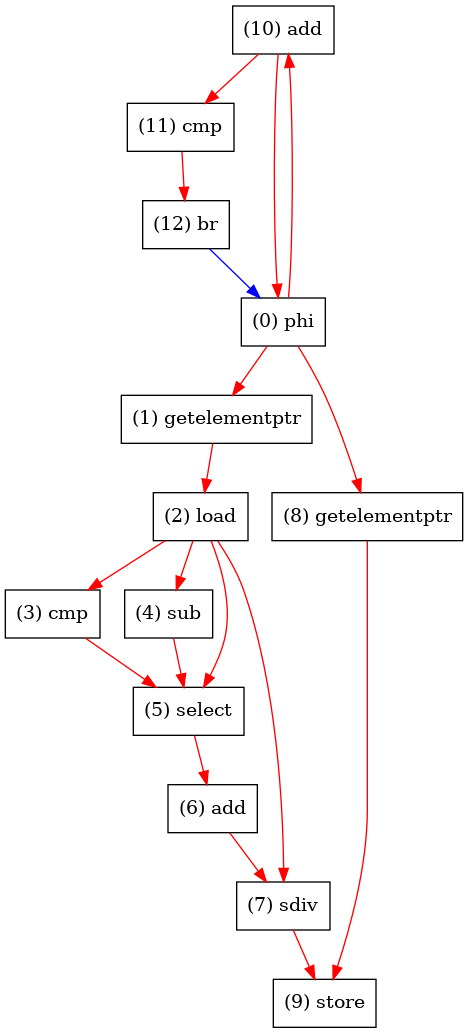 (10) add
(11) cmp
(12) br
(0) phi
(1) getelementptr
(2) load
(8) getelementptr
(3) cmp
(4) sub
(5) select
(6) add
(7) sdiv
(9) store